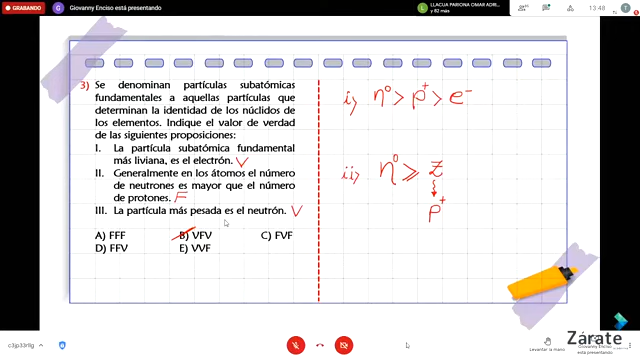 GRABANDO
G
Giovanny Enciso está presentando
L
LLACUA PARIONA OMAR ADRI...
y 82 más
T
13:48
3) Se denominan partículas subatómicas
fundamentales a aquellas partículas que
determinan la identidad de los núclidos de
los elementos. Indique el valor de verdad
de las siguientes proposiciones:
I. La partícula subatómica fundamental
más liviana, es el electrón. V
II. Generalmente en los átomos el número
de neutrones es mayor que el número
de protones. F
III. La partícula más pesada es el neutrón. V
A) FFF B) VFV C) FVF
D) FFV E) VVF
i) n⁰ > p⁺ > e⁻
ii) n⁰ ≥ Z
p⁺
c3jp33rllg
Levantar la mano
Giovanny Enciso
está presentando
Zárate